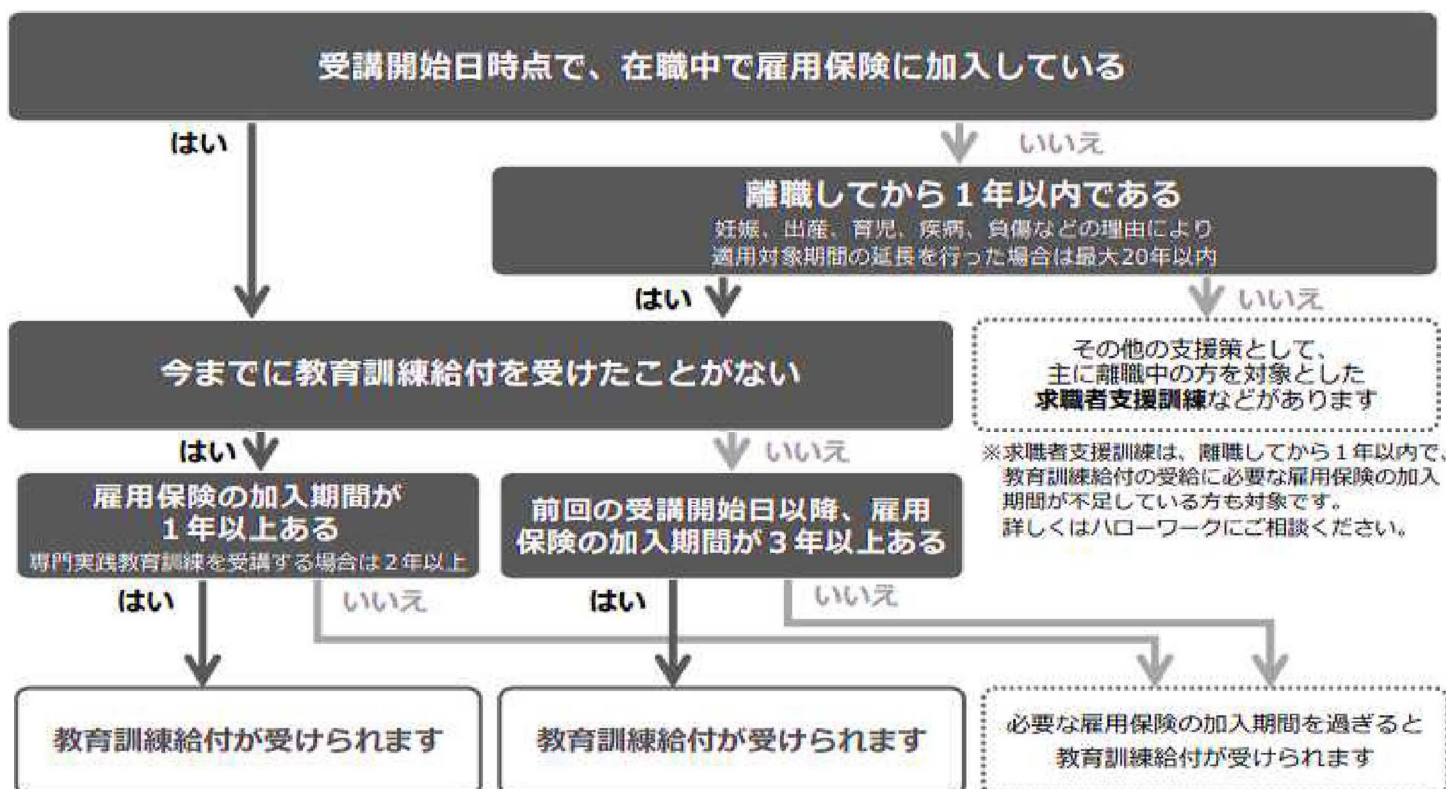 受講開始日時点で、在職中で雇用保険に加入している
はい
いいえ
離職してから１年以内である
妊娠、出産、育児、疾病、負傷などの理由により
適用対象期間の延長を行った場合は最大20年以内
はい
いいえ
今までに教育訓練給付を受けたことがない
その他の支援策として、
主に離職中の方を対象とした
求職者支援訓練などがあります
※求職者支援訓練は、離職してから１年以内で、
教育訓練給付の受給に必要な雇用保険の加入
期間が不足している方も対象です。
詳しくはハローワークにご相談ください。
はい
いいえ
雇用保険の加入期間が
１年以上ある
専門実践教育訓練を受講する場合は２年以上
前回の受講開始日以降、雇用
保険の加入期間が３年以上ある
はい
いいえ
はい
いいえ
教育訓練給付が受けられます
教育訓練給付が受けられます
必要な雇用保険の加入期間を過ぎると
教育訓練給付が受けられます